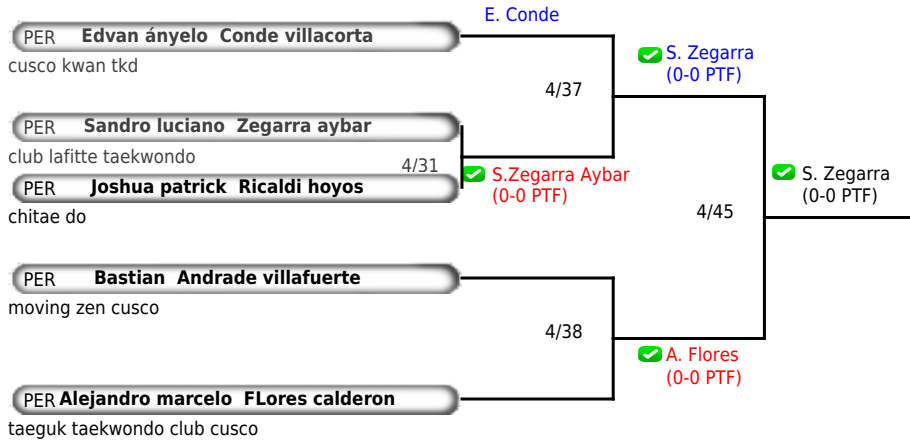 E. Conde
PER Edvan ányelo Conde villacorta
cusco kwan tkd
4/37
S. Zegarra
(0-0 PTF)
PER Sandro luciano Zegarra aybar
club lafitte taekwondo
4/31
S.Zegarra Aybar
(0-0 PTF)
PER Joshua patrick Ricaldi hoyos
chitae do
S. Zegarra
(0-0 PTF)
4/45
PER Bastian Andrade villafuerte
moving zen cusco
4/38
A. Flores
(0-0 PTF)
PER Alejandro marcelo FLores calderon
taeguk taekwondo club cusco